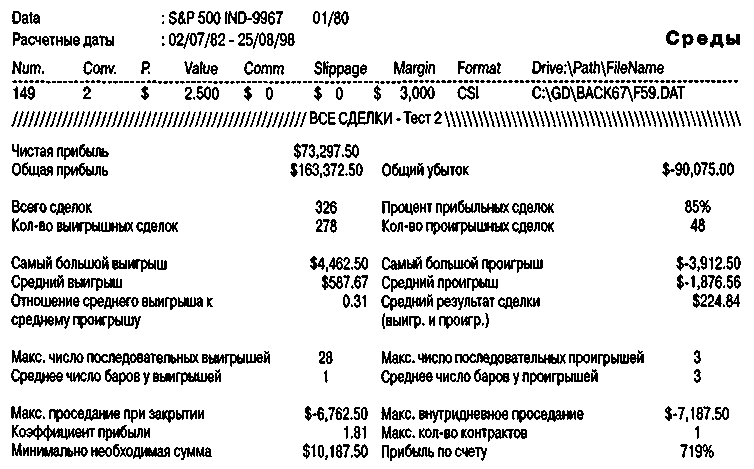 Data : S&P 500 IND-9967 01/80
Расчетные даты : 02/07/82 - 25/08/98 Среды
Num. Conv. P. Value Comm Slippage Margin Format Drive:\Path\FileName
149 2 $ 2.500 $ 0 $ 0 $ 3,000 CSI C:\GD\BACK67\F59.DAT
////////////////////////////////////////////////// ВСЕ СДЕЛКИ - Тест 2 \\\\\\\\\\\\\\\\\\\\\\\\\\\\\\\\\\\\\\\\\\\\\\\\\\
Чистая прибыль $73,297.50
Общая прибыль $163,372.50 Общий убыток $-90,075.00
Всего сделок 326 Процент прибыльных сделок 85%
Кол-во выигрышных сделок 278 Кол-во проигрышных сделок 48
Самый большой выигрыш $4,462.50 Самый большой проигрыш $-3,912.50
Средний выигрыш $587.67 Средний проигрыш $-1,876.56
Отношение среднего выигрыша к 0.31 Средний результат сделки $224.84
среднему проигрышу (выигр. и проигр.)
Макс. число последовательных выигрышей 28 Макс. число последовательных проигрышей 3
Среднее число баров у выигрышей 1 Среднее число баров у проигрышей 3
Макс. проседание при закрытии $-6,762.50 Макс. внутридневное проседание $-7,187.50
Коэффициент прибыли 1.81 Макс. кол-во контрактов 1
Минимально необходимая сумма $10,187.50 Прибыль по счету 719%